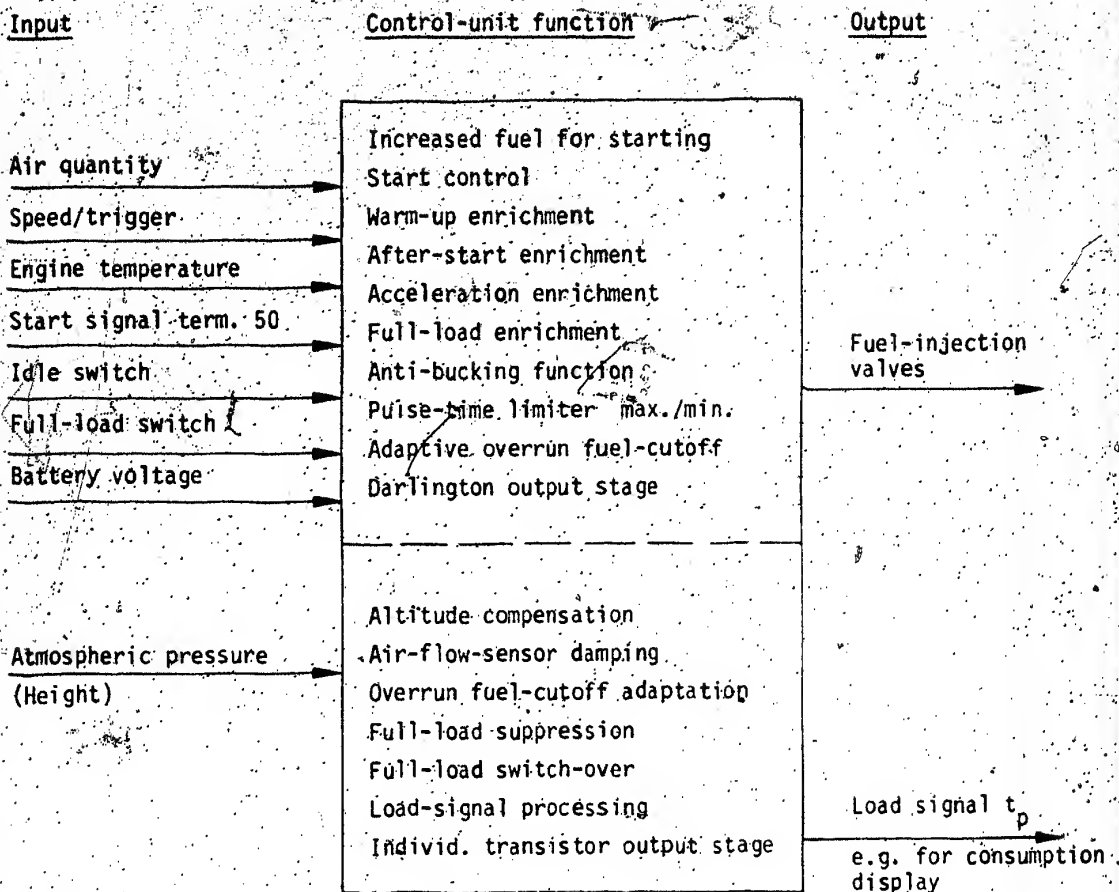 Input
Control-unit function
Output
Air quantity
Speed/trigger
Engine temperature
Start signal term. 50
Idle switch
Full-load switch
Battery voltage
Increased fuel for starting
Start control
Warm-up enrichment
After-start enrichment
Acceleration enrichment
Full-load enrichment
Anti-bucking function
Pulse-time limiter max./min.
Adaptive overrun fuel-cutoff
Darlington output stage
Fuel-injection
valves
Atmospheric pressure
(Height)
Altitude compensation
Air-flow-sensor damping
Overrun fuel-cutoff adaptation
Full-load suppression
Full-load switch-over
Load-signal processing
Individ. transistor output stage
Load signal tp
e.g. for consumption
display